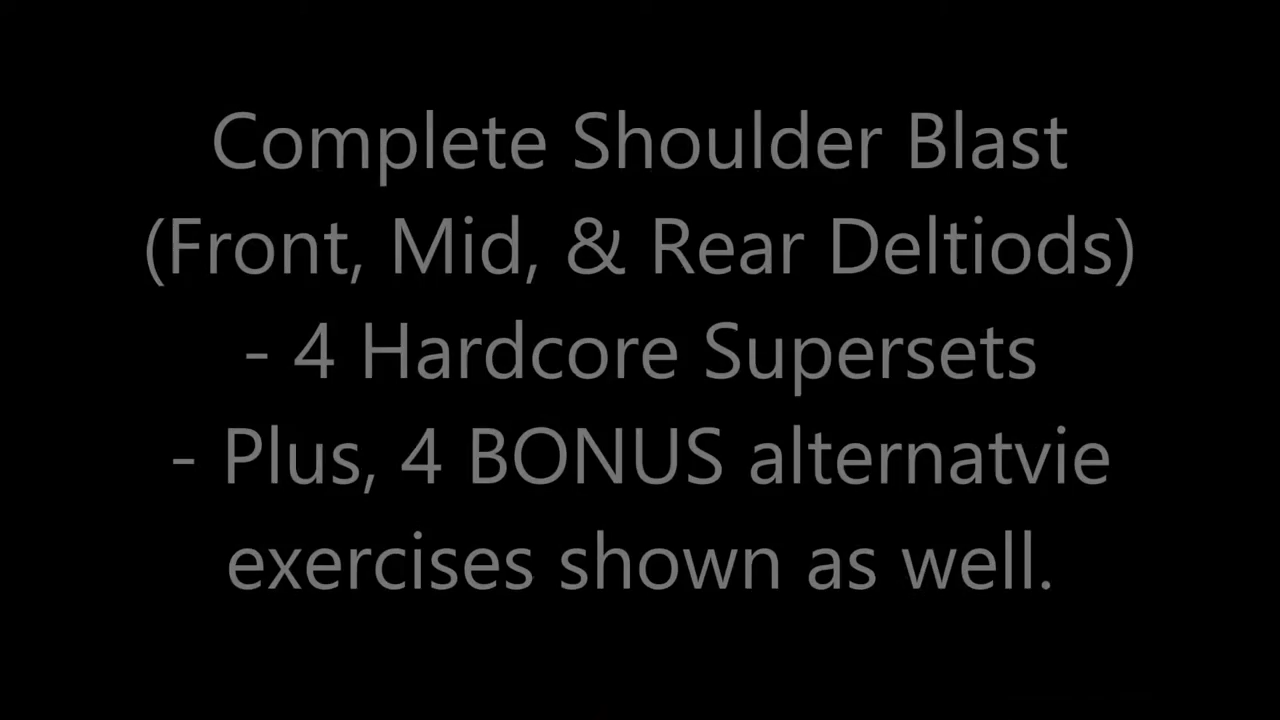 Complete Shoulder Blast
(Front, Mid, & Rear Deltiods)
- 4 Hardcore Supersets
- Plus, 4 BONUS alternatvie
exercises shown as well.